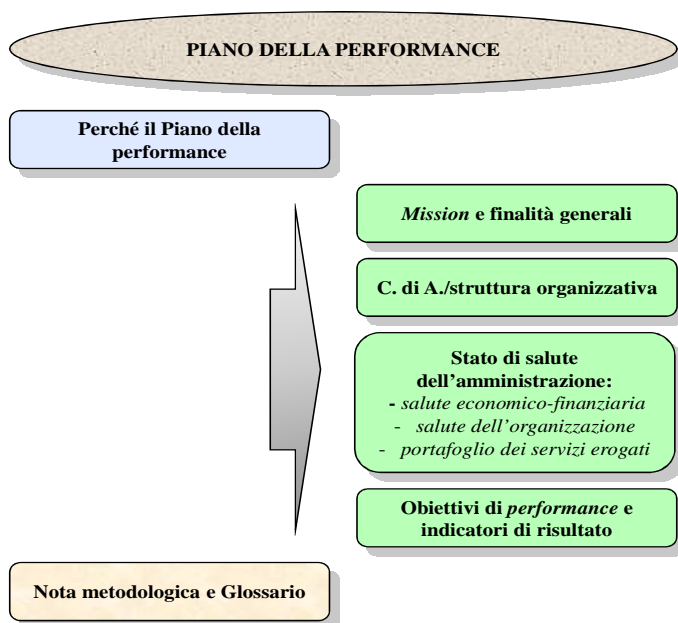 PIANO DELLA PERFORMANCE
Perché il Piano della
performance
Mission e finalità generali
C. di A./struttura organizzativa
Stato di salute
dell'amministrazione:
- salute economico-finanziaria
- salute dell'organizzazione
- portafoglio dei servizi erogati
Obiettivi di performance e
indicatori di risultato
Nota metodologica e Glossario